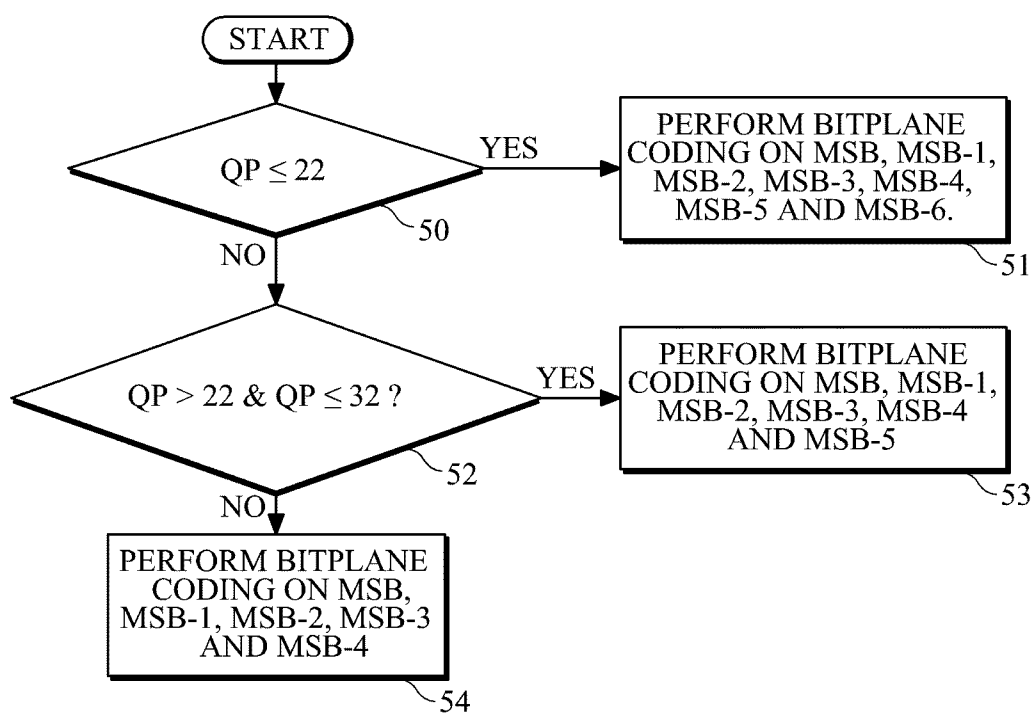 START
QP ≤ 22
YES
50
PERFORM BITPLANE
CODING ON MSB, MSB-1,
MSB-2, MSB-3, MSB-4,
MSB-5 AND MSB-6.
51
NO
QP > 22 & QP ≤ 32 ?
YES
52
PERFORM BITPLANE
CODING ON MSB, MSB-1,
MSB-2, MSB-3, MSB-4
AND MSB-5
53
NO
PERFORM BITPLANE
CODING ON MSB,
MSB-1, MSB-2, MSB-3
AND MSB-4
54